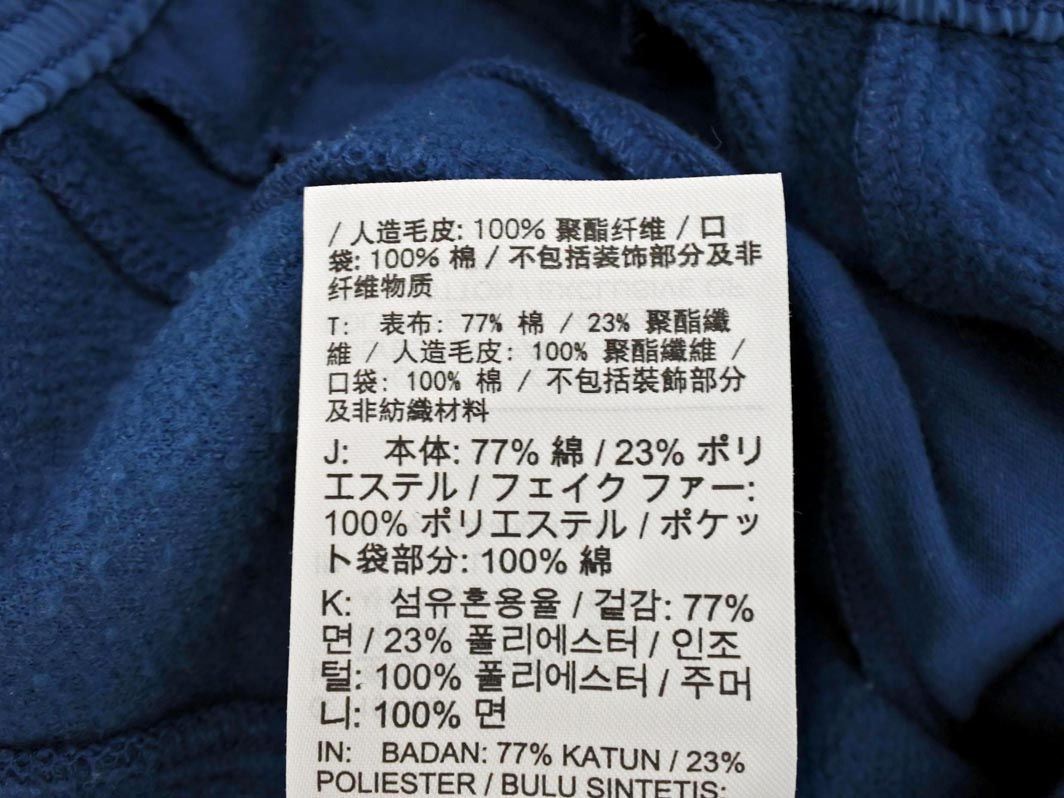 / 人造毛皮: 100% 聚酯纤维 / 口
袋: 100% 棉 / 不包括装饰部分及非
纤维物质
T: 表布: 77% 棉 / 23% 聚酯纖
維 / 人造毛皮: 100% 聚酯纖維 /
口袋: 100% 棉 / 不包括裝飾部分
及非紡織材料
J: 本体: 77% 綿 / 23% ポリ
エステル / フェイク ファー:
100% ポリエステル / ポケッ
ト袋部分: 100% 綿
K: 섬유혼용율 / 겉감: 77%
면 / 23% 폴리에스터 / 인조
털: 100% 폴리에스터 / 주머
니: 100% 면
IN: BADAN: 77% KATUN / 23%
POLIESTER / BULU SINTETIS: